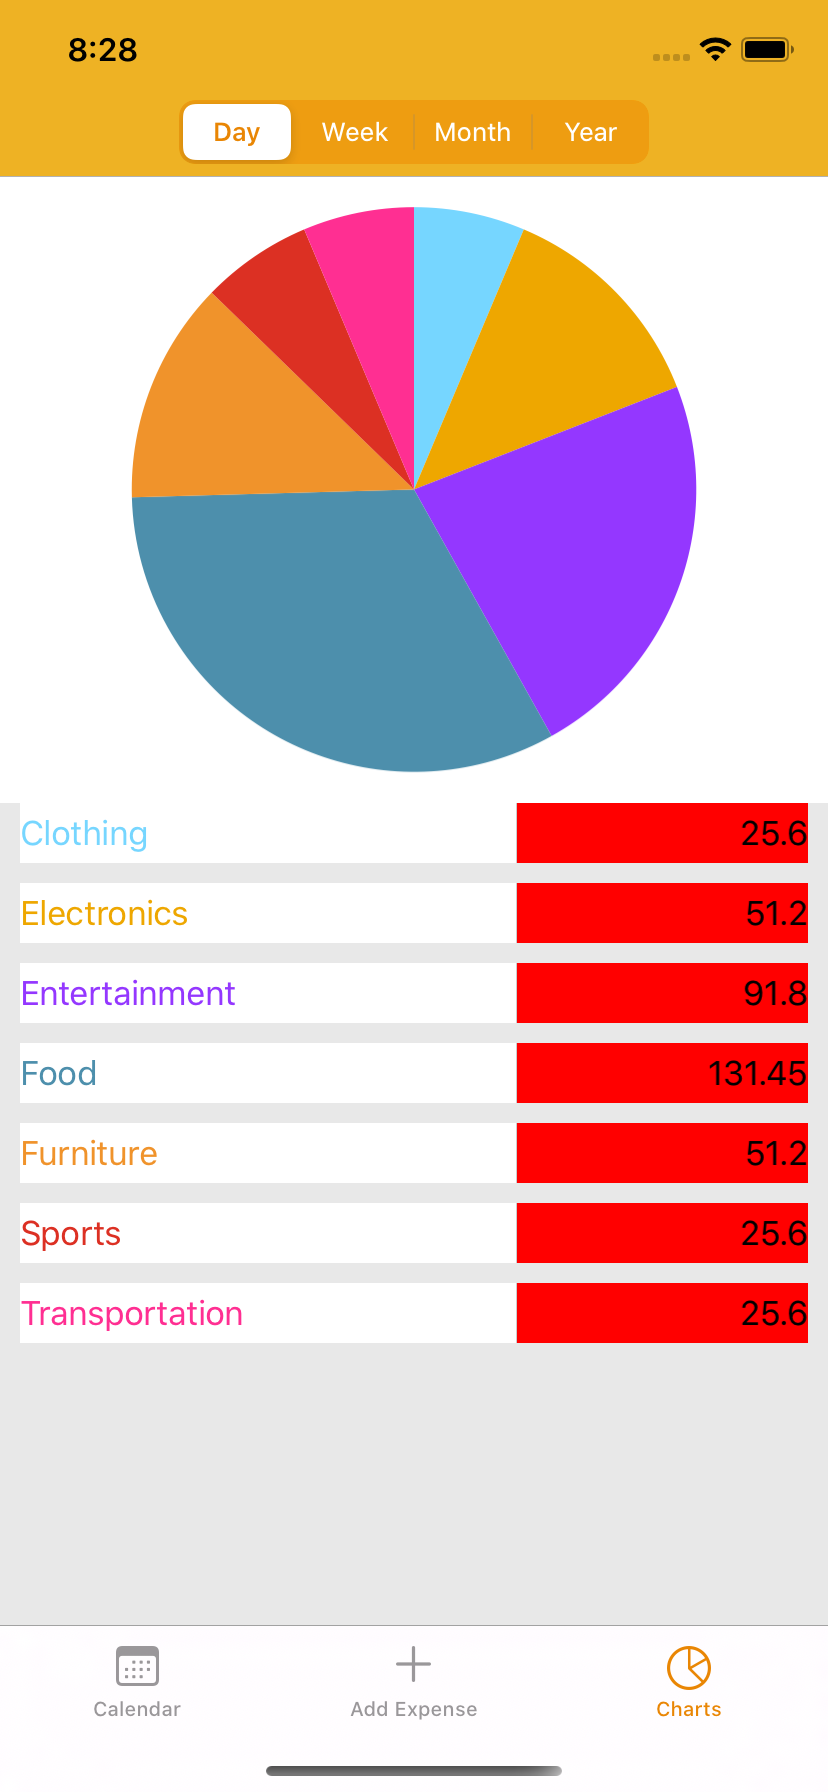 8:28
Day Week Month Year
Clothing 25.6
Electronics 51.2
Entertainment 91.8
Food 131.45
Furniture 51.2
Sports 25.6
Transportation 25.6
Calendar Add Expense Charts